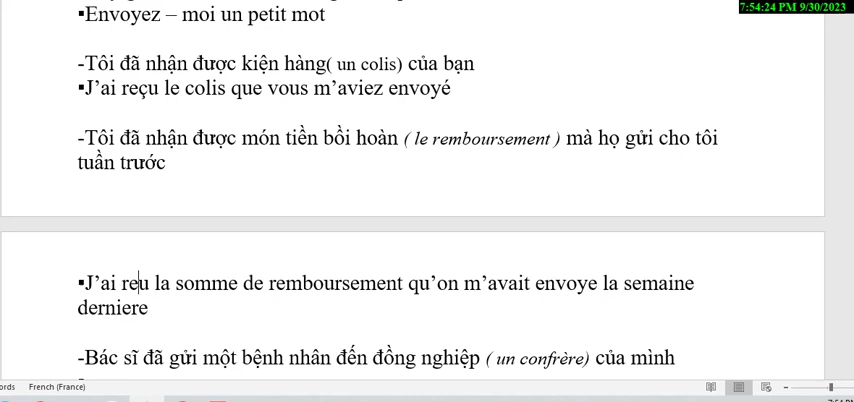 7:54:24 PM 9/30/2023
▪Envoyez – moi un petit mot
-Tôi đã nhận được kiện hàng( un colis) của bạn
▪J’ai reçu le colis que vous m’aviez envoyé
-Tôi đã nhận được món tiền bồi hoàn ( le remboursement ) mà họ gửi cho tôi
tuần trước
▪J’ai reu la somme de remboursement qu’on m’avait envoye la semaine
derniere
-Bác sĩ đã gửi một bệnh nhân đến đồng nghiệp ( un confrère) của mình
ords French (France)